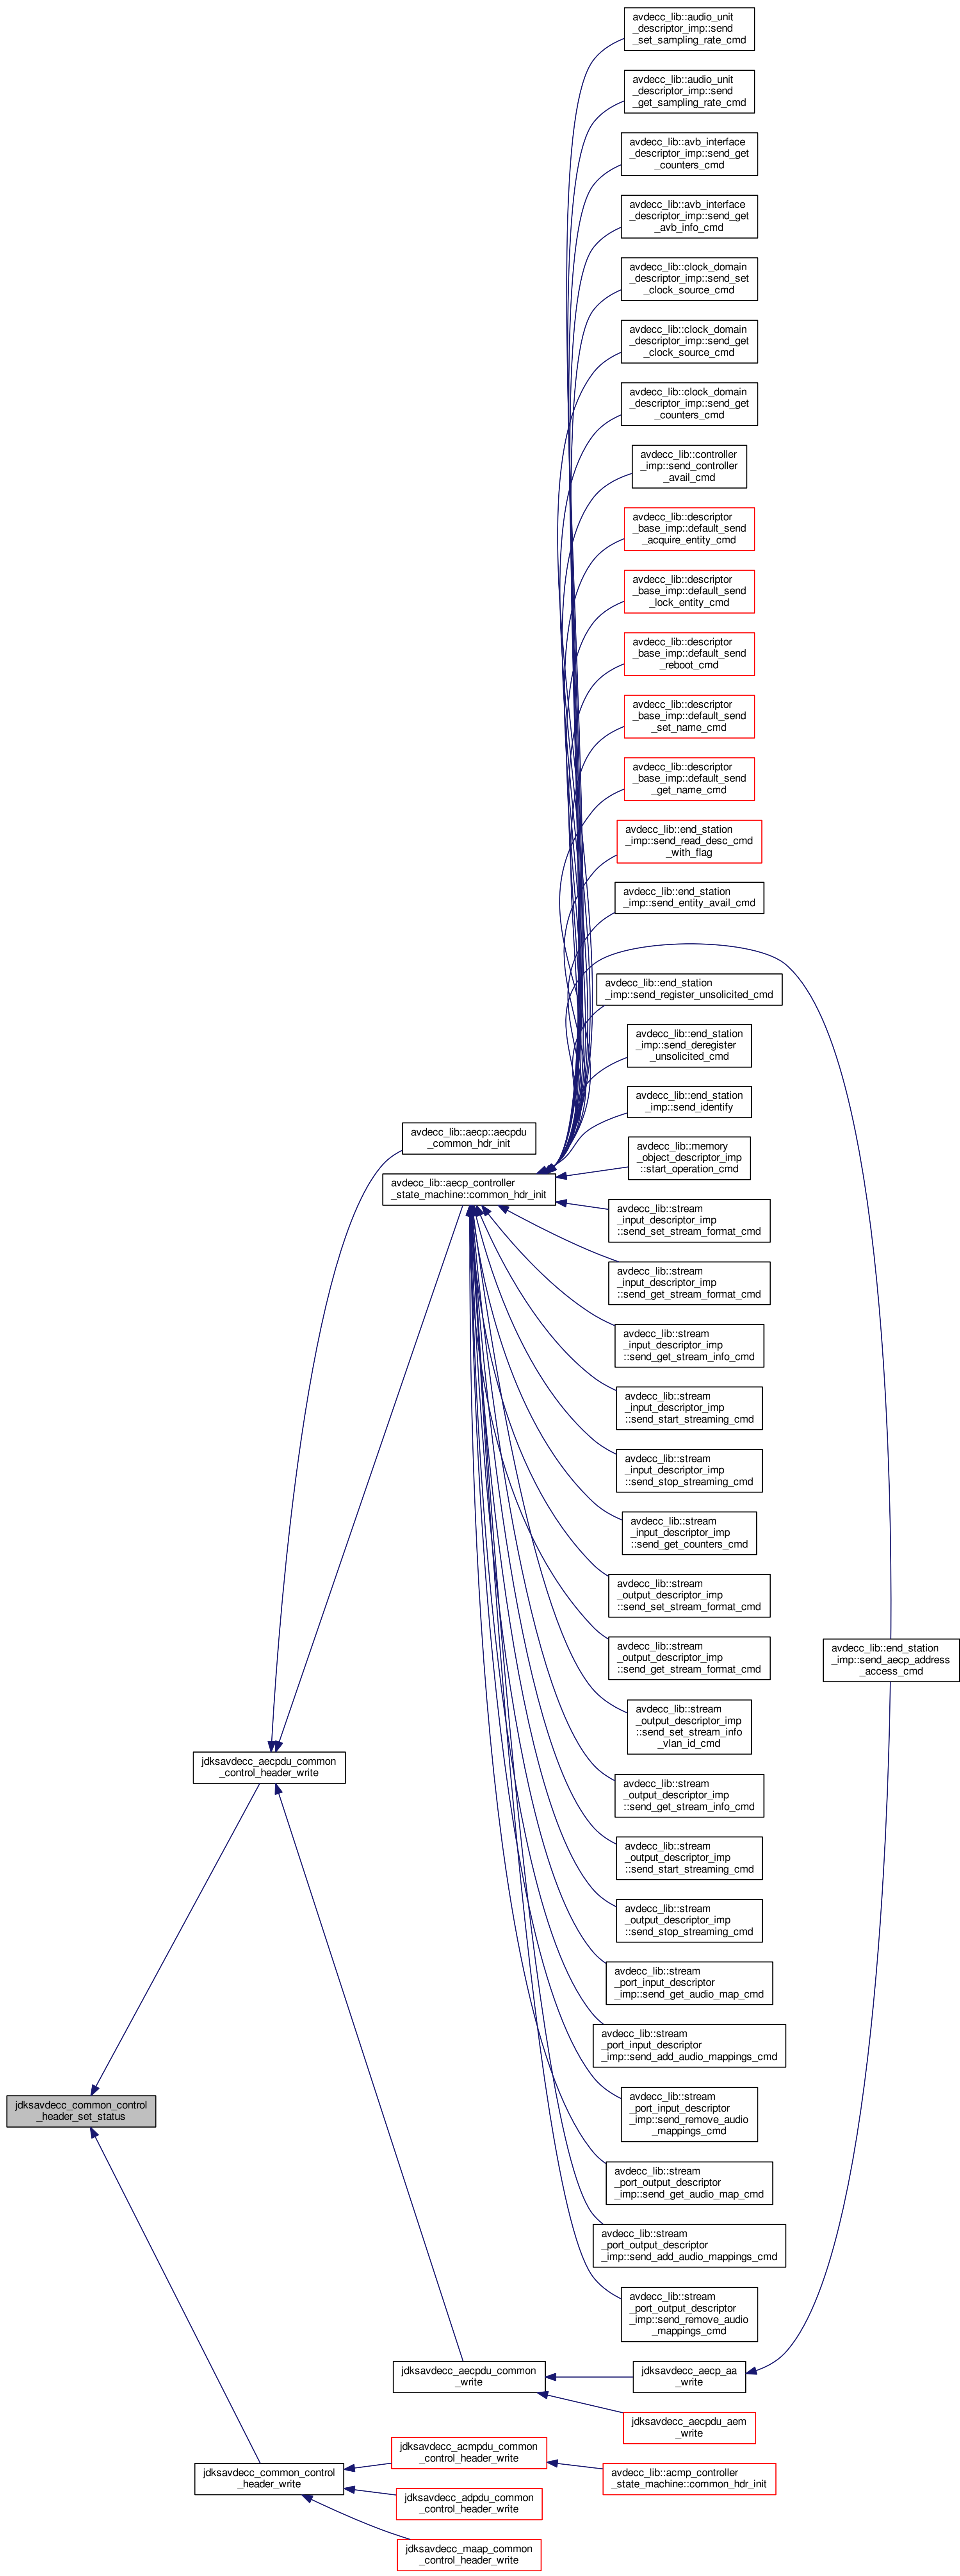 avdecc_lib::audio_unit
_descriptor_imp::send
_set_sampling_rate_cmd
avdecc_lib::audio_unit
_descriptor_imp::send
_get_sampling_rate_cmd
avdecc_lib::avb_interface
_descriptor_imp::send_get
_counters_cmd
avdecc_lib::avb_interface
_descriptor_imp::send_get
_avb_info_cmd
avdecc_lib::clock_domain
_descriptor_imp::send_set
_clock_source_cmd
avdecc_lib::clock_domain
_descriptor_imp::send_get
_clock_source_cmd
avdecc_lib::clock_domain
_descriptor_imp::send_get
_counters_cmd
avdecc_lib::controller
_imp::send_controller
_avail_cmd
avdecc_lib::descriptor
_base_imp::default_send
_acquire_entity_cmd
avdecc_lib::descriptor
_base_imp::default_send
_lock_entity_cmd
avdecc_lib::descriptor
_base_imp::default_send
_reboot_cmd
avdecc_lib::descriptor
_base_imp::default_send
_set_name_cmd
avdecc_lib::descriptor
_base_imp::default_send
_get_name_cmd
avdecc_lib::end_station
_imp::send_read_desc_cmd
_with_flag
avdecc_lib::end_station
_imp::send_entity_avail_cmd
avdecc_lib::end_station
_imp::send_register_unsolicited_cmd
avdecc_lib::end_station
_imp::send_deregister
_unsolicited_cmd
avdecc_lib::end_station
_imp::send_identify
avdecc_lib::aecp::aecpdu
_common_hdr_init
avdecc_lib::memory
_object_descriptor_imp
::start_operation_cmd
avdecc_lib::aecp_controller
_state_machine::common_hdr_init
avdecc_lib::stream
_input_descriptor_imp
::send_set_stream_format_cmd
avdecc_lib::stream
_input_descriptor_imp
::send_get_stream_format_cmd
avdecc_lib::stream
_input_descriptor_imp
::send_get_stream_info_cmd
avdecc_lib::stream
_input_descriptor_imp
::send_start_streaming_cmd
avdecc_lib::stream
_input_descriptor_imp
::send_stop_streaming_cmd
avdecc_lib::stream
_input_descriptor_imp
::send_get_counters_cmd
avdecc_lib::stream
_output_descriptor_imp
::send_set_stream_format_cmd
avdecc_lib::stream
_output_descriptor_imp
::send_get_stream_format_cmd
avdecc_lib::end_station
_imp::send_aecp_address
_access_cmd
avdecc_lib::stream
_output_descriptor_imp
::send_set_stream_info
_vlan_id_cmd
jdksavdecc_aecpdu_common
_control_header_write
avdecc_lib::stream
_output_descriptor_imp
::send_get_stream_info_cmd
avdecc_lib::stream
_output_descriptor_imp
::send_start_streaming_cmd
avdecc_lib::stream
_output_descriptor_imp
::send_stop_streaming_cmd
avdecc_lib::stream
_port_input_descriptor
_imp::send_get_audio_map_cmd
avdecc_lib::stream
_port_input_descriptor
_imp::send_add_audio_mappings_cmd
jdksavdecc_common_control
_header_set_status
avdecc_lib::stream
_port_input_descriptor
_imp::send_remove_audio
_mappings_cmd
avdecc_lib::stream
_port_output_descriptor
_imp::send_get_audio_map_cmd
avdecc_lib::stream
_port_output_descriptor
_imp::send_add_audio_mappings_cmd
avdecc_lib::stream
_port_output_descriptor
_imp::send_remove_audio
_mappings_cmd
jdksavdecc_aecpdu_common
_write
jdksavdecc_aecp_aa
_write
jdksavdecc_aecpdu_aem
_write
jdksavdecc_acmpdu_common
_control_header_write
jdksavdecc_common_control
_header_write
avdecc_lib::acmp_controller
_state_machine::common_hdr_init
jdksavdecc_adpdu_common
_control_header_write
jdksavdecc_maap_common
_control_header_write